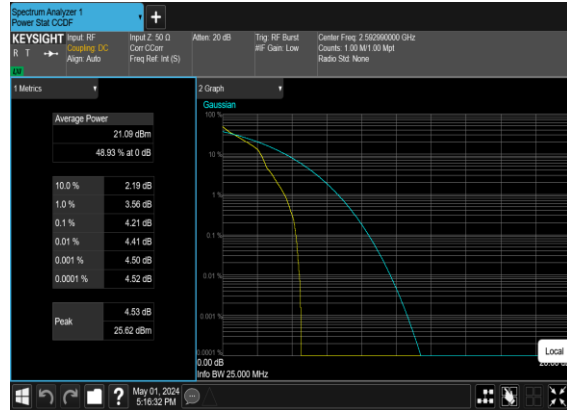 Spectrum Analyzer 1
Power Stat CCDF
+
KEYSIGHT
R T
LV
Input: RF
Coupling: DC
Align: Auto
Input Z: 50 Ω
Corr CCorr
Freq Ref: Int (S)
Atten: 20 dB
Trig: RF Burst
#IF Gain: Low
Center Freq: 2.592990000 GHz
Counts: 1.00 M/1.00 Mpt
Radio Std: None
1 Metrics
Average Power
21.09 dBm
48.93 % at 0 dB
10.0 % 2.19 dB
1.0 % 3.56 dB
0.1 % 4.21 dB
0.01 % 4.41 dB
0.001 % 4.50 dB
0.0001 % 4.52 dB
Peak
4.53 dB
25.62 dBm
2 Graph
Gaussian
100 %
10 %
1 %
0.1 %
0.01 %
0.001 %
0.0001 %
0.00 dB
Info BW 25.000 MHz
Local
?
May 01, 2024
5:16:32 PM